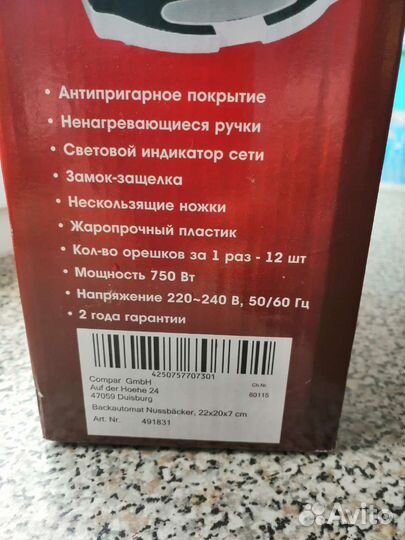 • Антипригарное покрытие
• Ненагревающиеся ручки
• Световой индикатор сети
• Замок-защелка
• Нескользящие ножки
• Жаропрочный пластик
• Кол-во орешков за 1 раз - 12 шт
• Мощность 750 Вт
• Напряжение 220~240 В, 50/60 Гц
• 2 года гарантии
4250757707301
Compar GmbH
Auf der Hoehe 24
47059 Duisburg
Ch.Nr.
60115
Backautomat Nussbäcker, 22x20x7 cm
Art. Nr. 491831
Avito